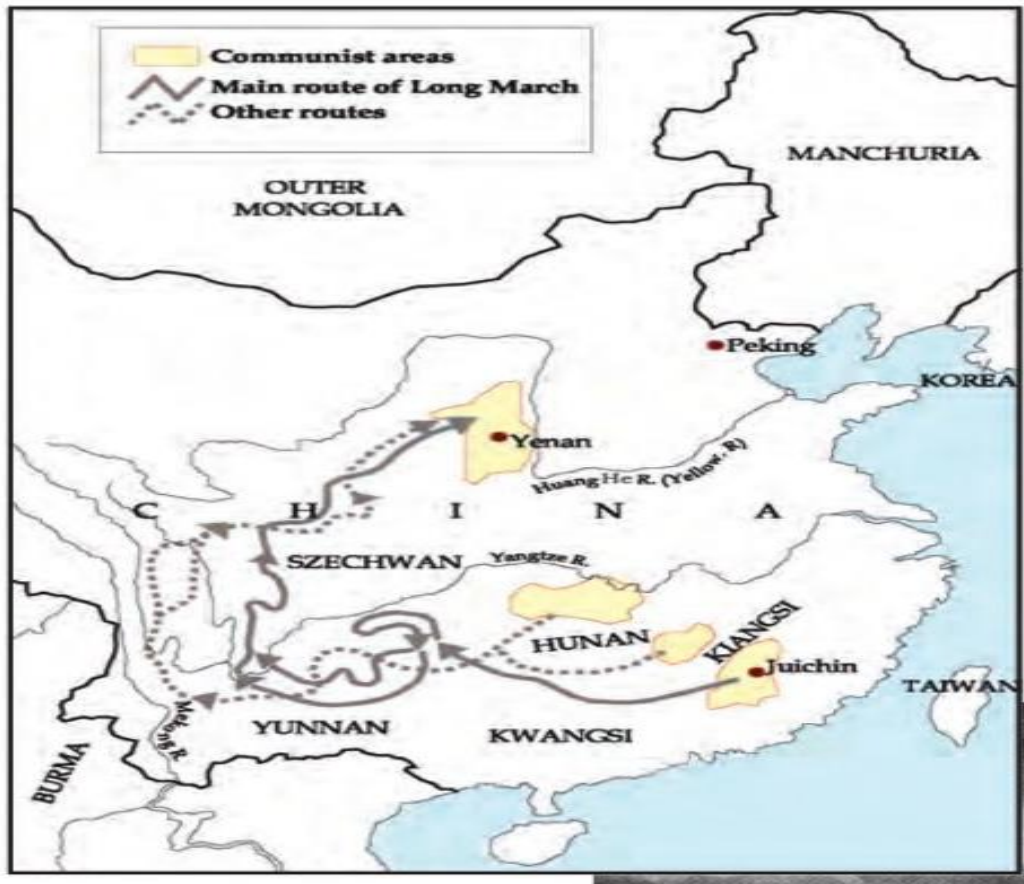 Communist areas
Main route of Long March
Other routes
MANCHURIA
OUTER
MONGOLIA
Peking
KOREA
Yenan
Huang He R. (Yellow. R)
C H I N A
SZECHWAN
Yangtze R.
HUNAN
KIANGSI
Juichin
TAIWAN
Mekong R.
YUNNAN
KWANGSI
BURMA